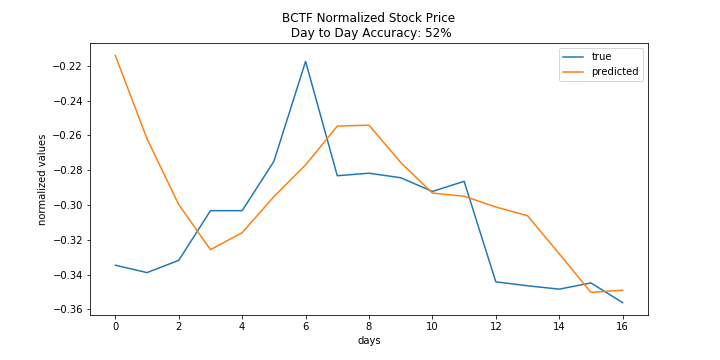 BCTF Normalized Stock Price
Day to Day Accuracy: 52%
true
predicted
normalized values
−0.22
−0.24
−0.26
−0.28
−0.30
−0.32
−0.34
−0.36
0 2 4 6 8 10 12 14 16
days